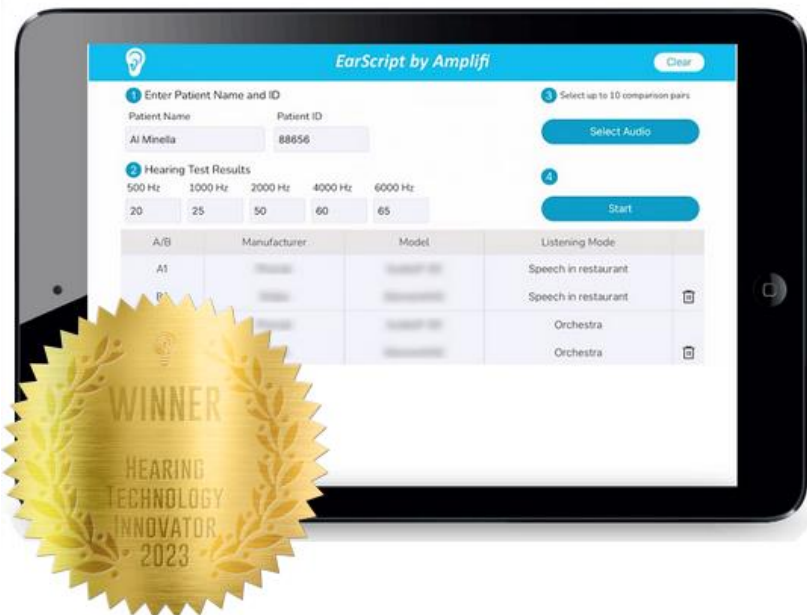 EarScript by Amplifi
Clear
1 Enter Patient Name and ID
Patient Name Patient ID
Al Minella 88656
3 Select up to 10 comparison pairs
Select Audio
2 Hearing Test Results
500 Hz 1000 Hz 2000 Hz 4000 Hz 6000 Hz
20 25 50 60 65
4
Start
A/B Manufacturer Model Listening Mode
A1 Speech in restaurant
Speech in restaurant
Orchestra
Orchestra
WINNER
HEARING
TECHNOLOGY
INNOVATOR
2023